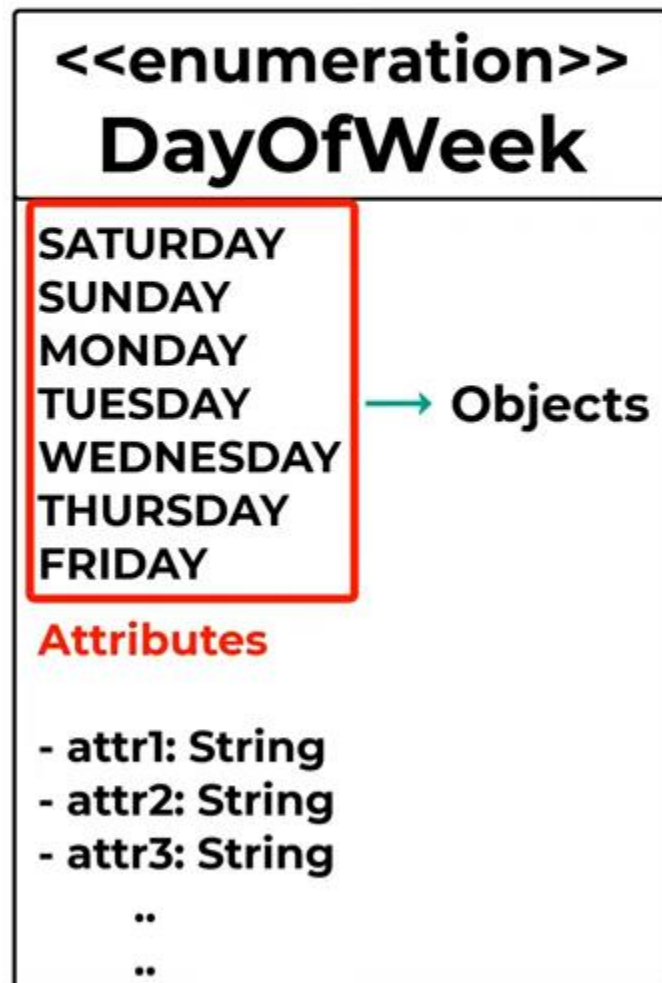 <<enumeration>>
DayOfWeek
SATURDAY
SUNDAY
MONDAY
TUESDAY
→ Objects
WEDNESDAY
THURSDAY
FRIDAY
Attributes
- attr1: String
- attr2: String
- attr3: String
..
..